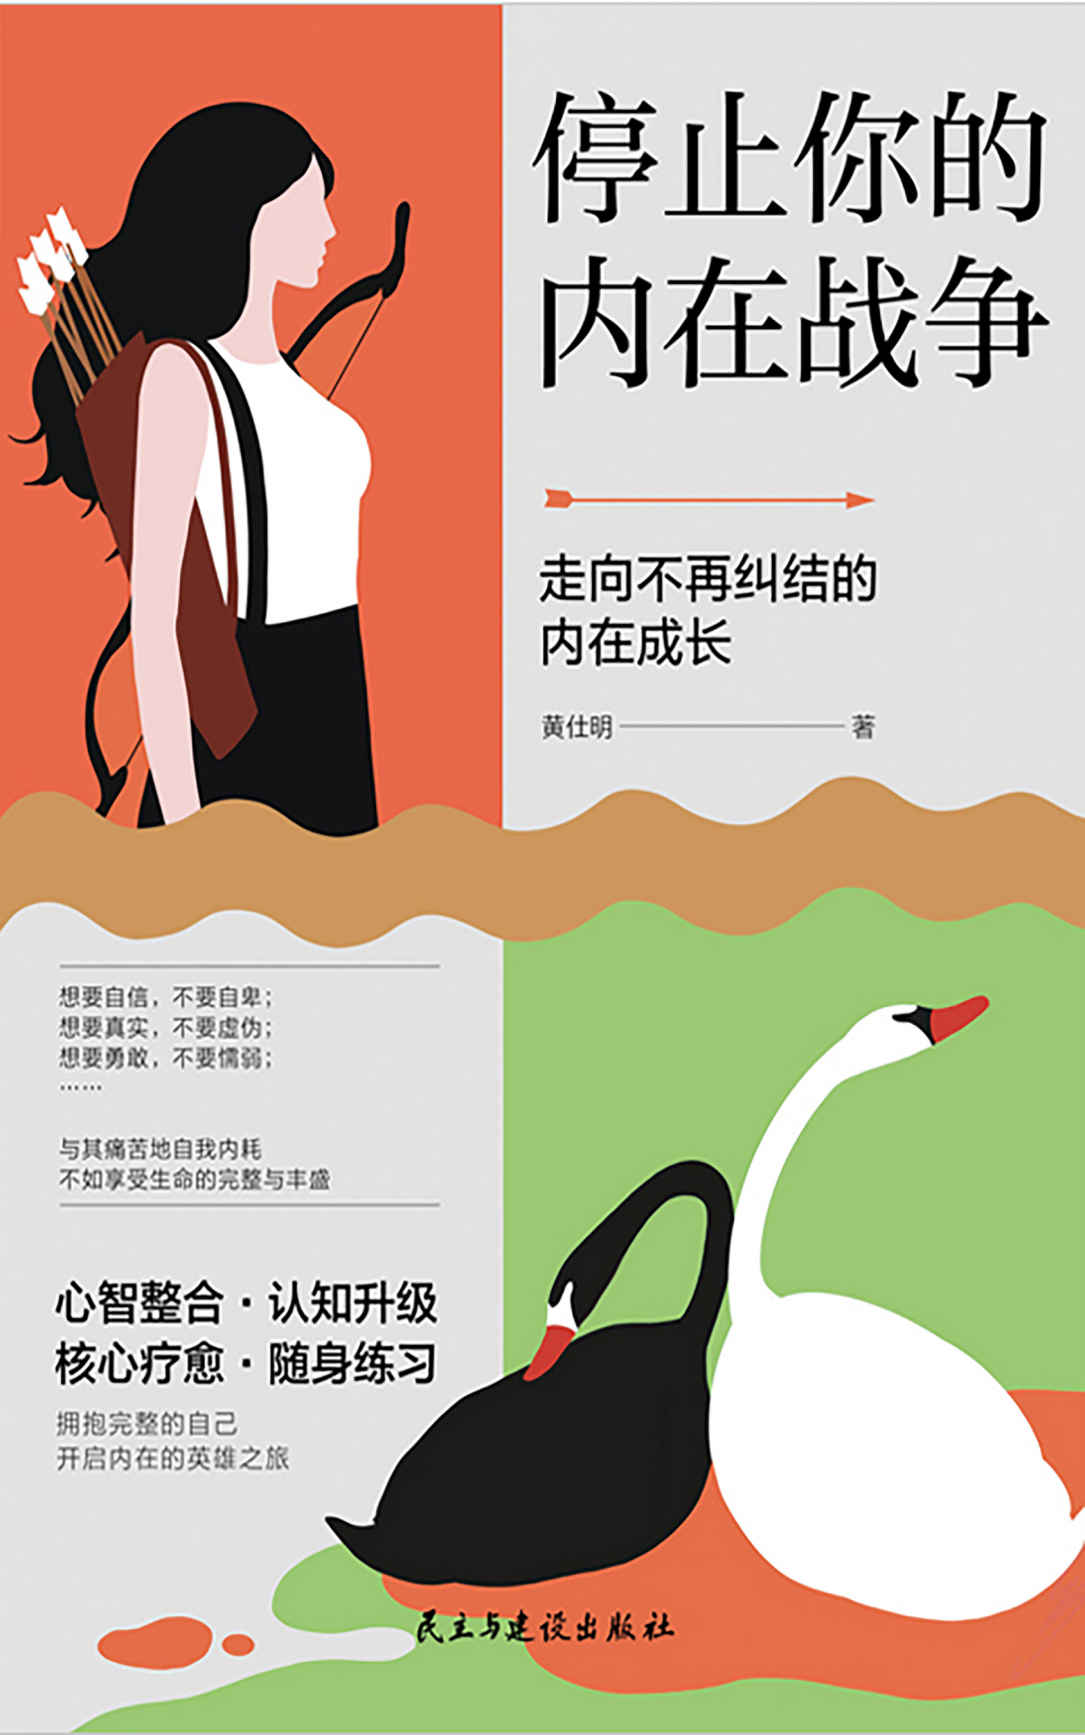 停止你的
内在战争
走向不再纠结的
内在成长
黄仕明 著
想要自信，不要自卑；
想要真实，不要虚伪；
想要勇敢，不要懦弱；
……
与其痛苦地自我内耗
不如享受生命的完整与丰盛
心智整合·认知升级
核心疗愈·随身练习
拥抱完整的自己
开启内在的英雄之旅
民主与建设出版社